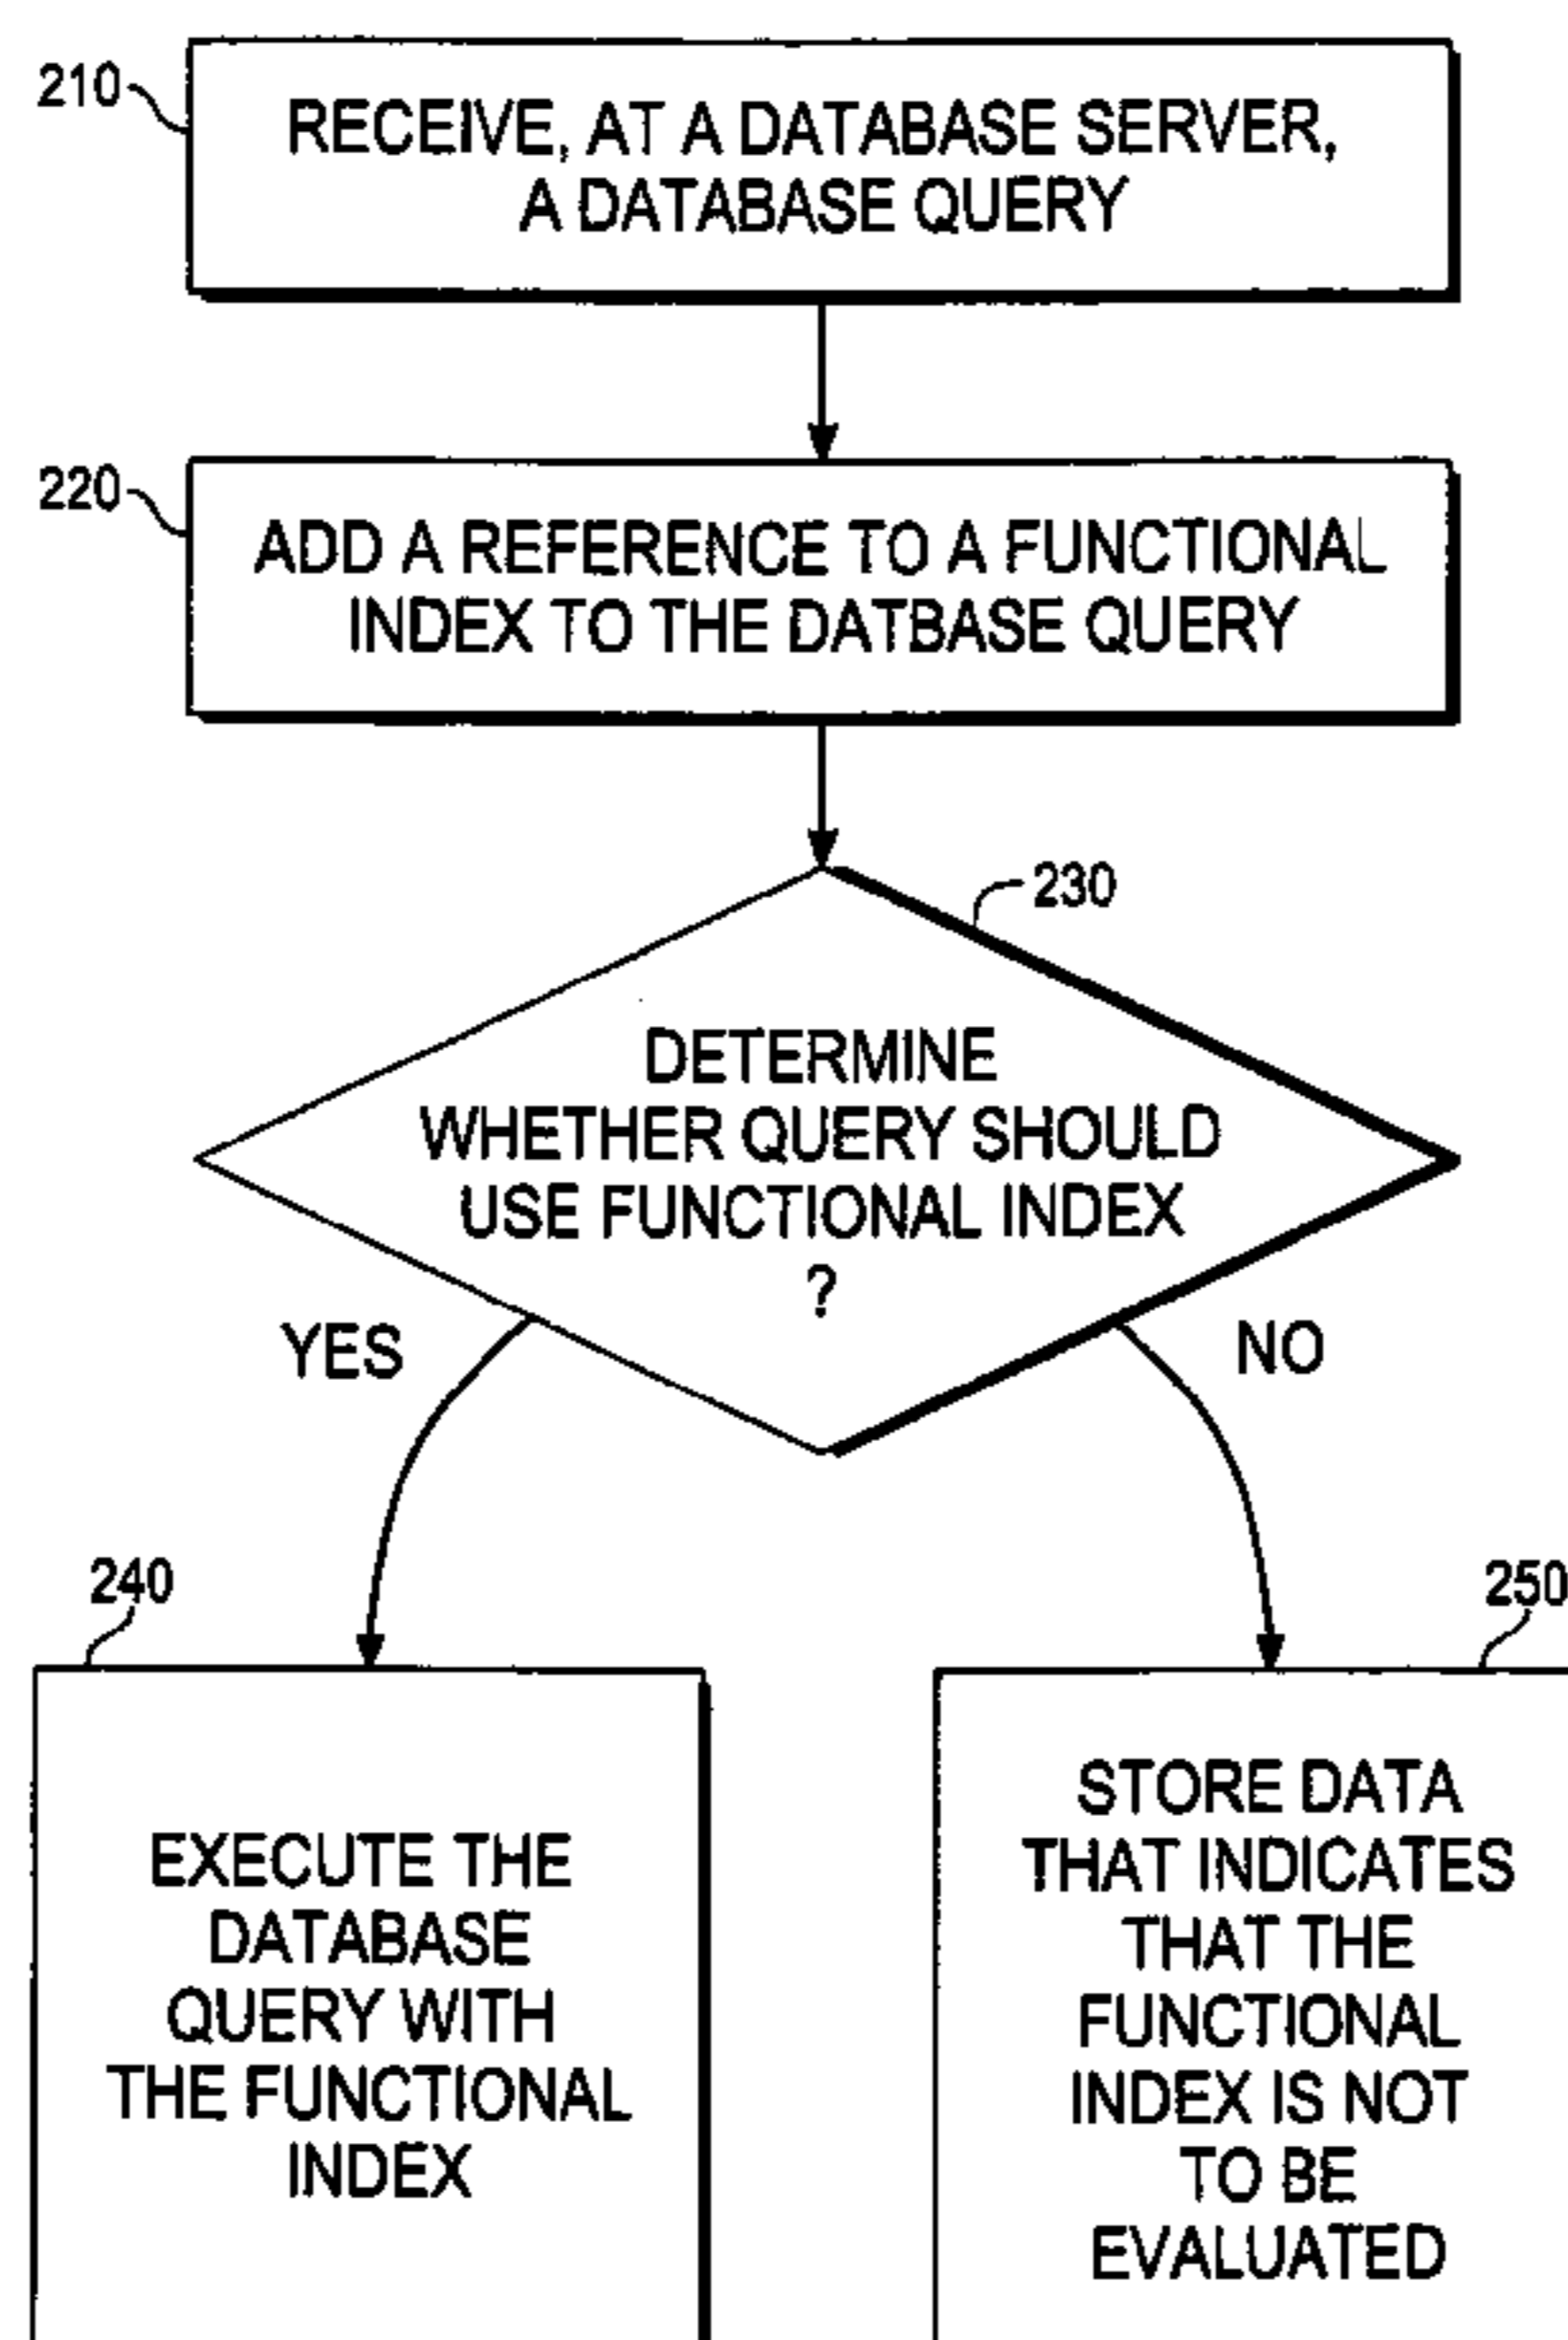 210
RECEIVE, AT A DATABASE SERVER,
A DATABASE QUERY
220
ADD A REFERENCE TO A FUNCTIONAL
INDEX TO THE DATBASE QUERY
230
DETERMINE
WHETHER QUERY SHOULD
USE FUNCTIONAL INDEX
?
YES
NO
240
EXECUTE THE
DATABASE
QUERY WITH
THE FUNCTIONAL
INDEX
250
STORE DATA
THAT INDICATES
THAT THE
FUNCTIONAL
INDEX IS NOT
TO BE
EVALUATED